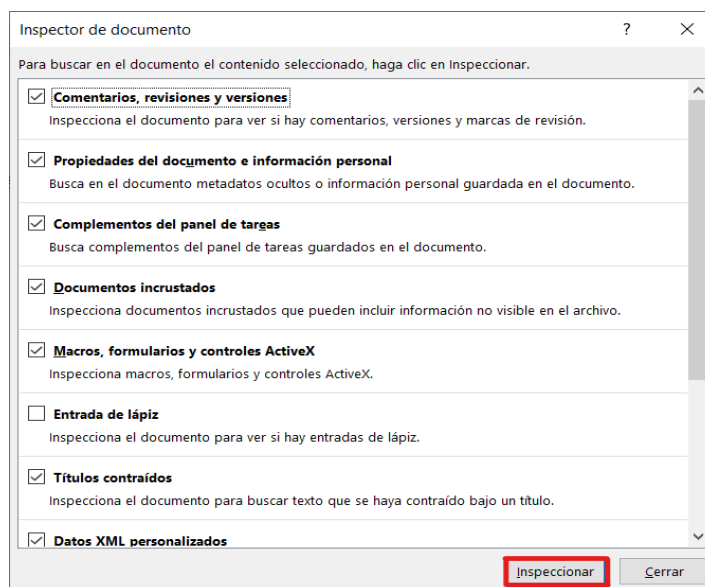 Inspector de documento
?
Para buscar en el documento el contenido seleccionado, haga clic en Inspeccionar.
Comentarios, revisiones y versiones
Inspecciona el documento para ver si hay comentarios, versiones y marcas de revisión.
Propiedades del documento e información personal
Busca en el documento metadatos ocultos o información personal guardada en el documento.
Complementos del panel de tareas
Busca complementos del panel de tareas guardados en el documento.
Documentos incrustados
Inspecciona documentos incrustados que pueden incluir información no visible en el archivo.
Macros, formularios y controles ActiveX
Inspecciona macros, formularios y controles ActiveX.
Entrada de lápiz
Inspecciona el documento para ver si hay entradas de lápiz.
Títulos contraídos
Inspecciona el documento para buscar texto que se haya contraído bajo un título.
Datos XML personalizados
Inspeccionar Cerrar